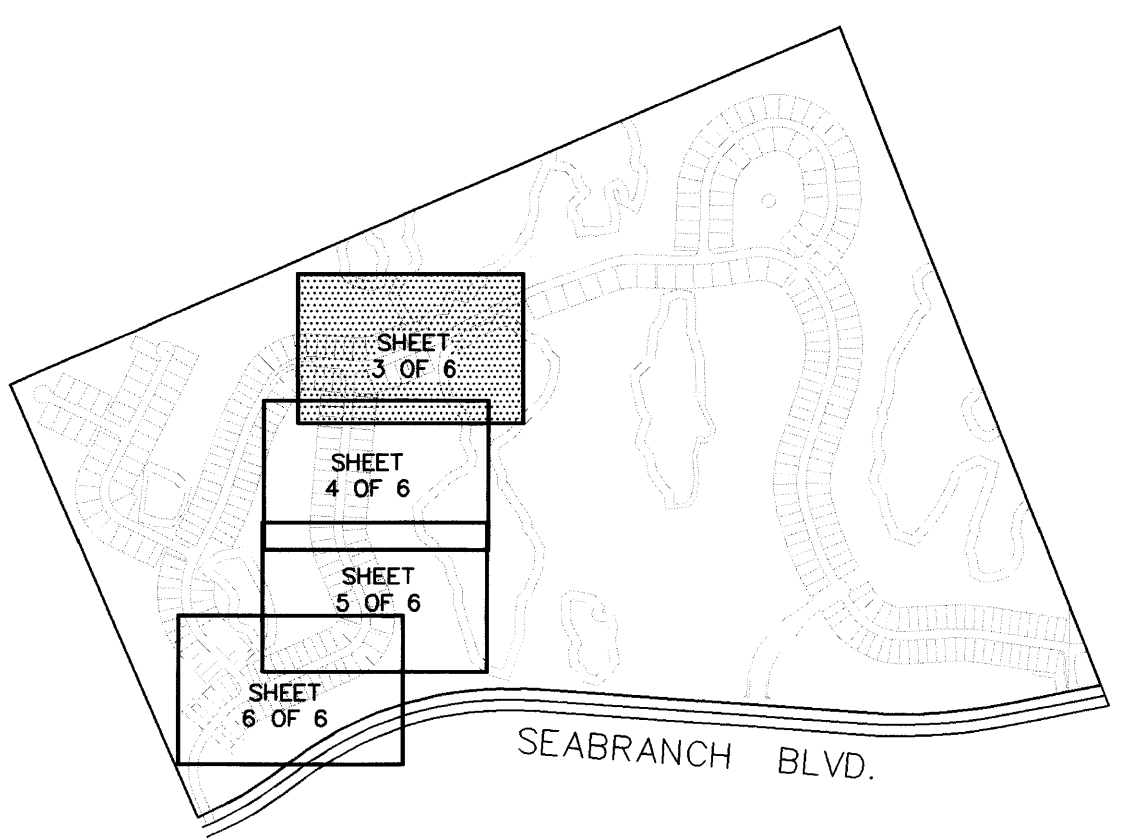 SHEET
3 OF 6
SHEET
4 OF 6
SHEET
5 OF 6
SHEET
6 OF 6
SEABRANCH BLVD.